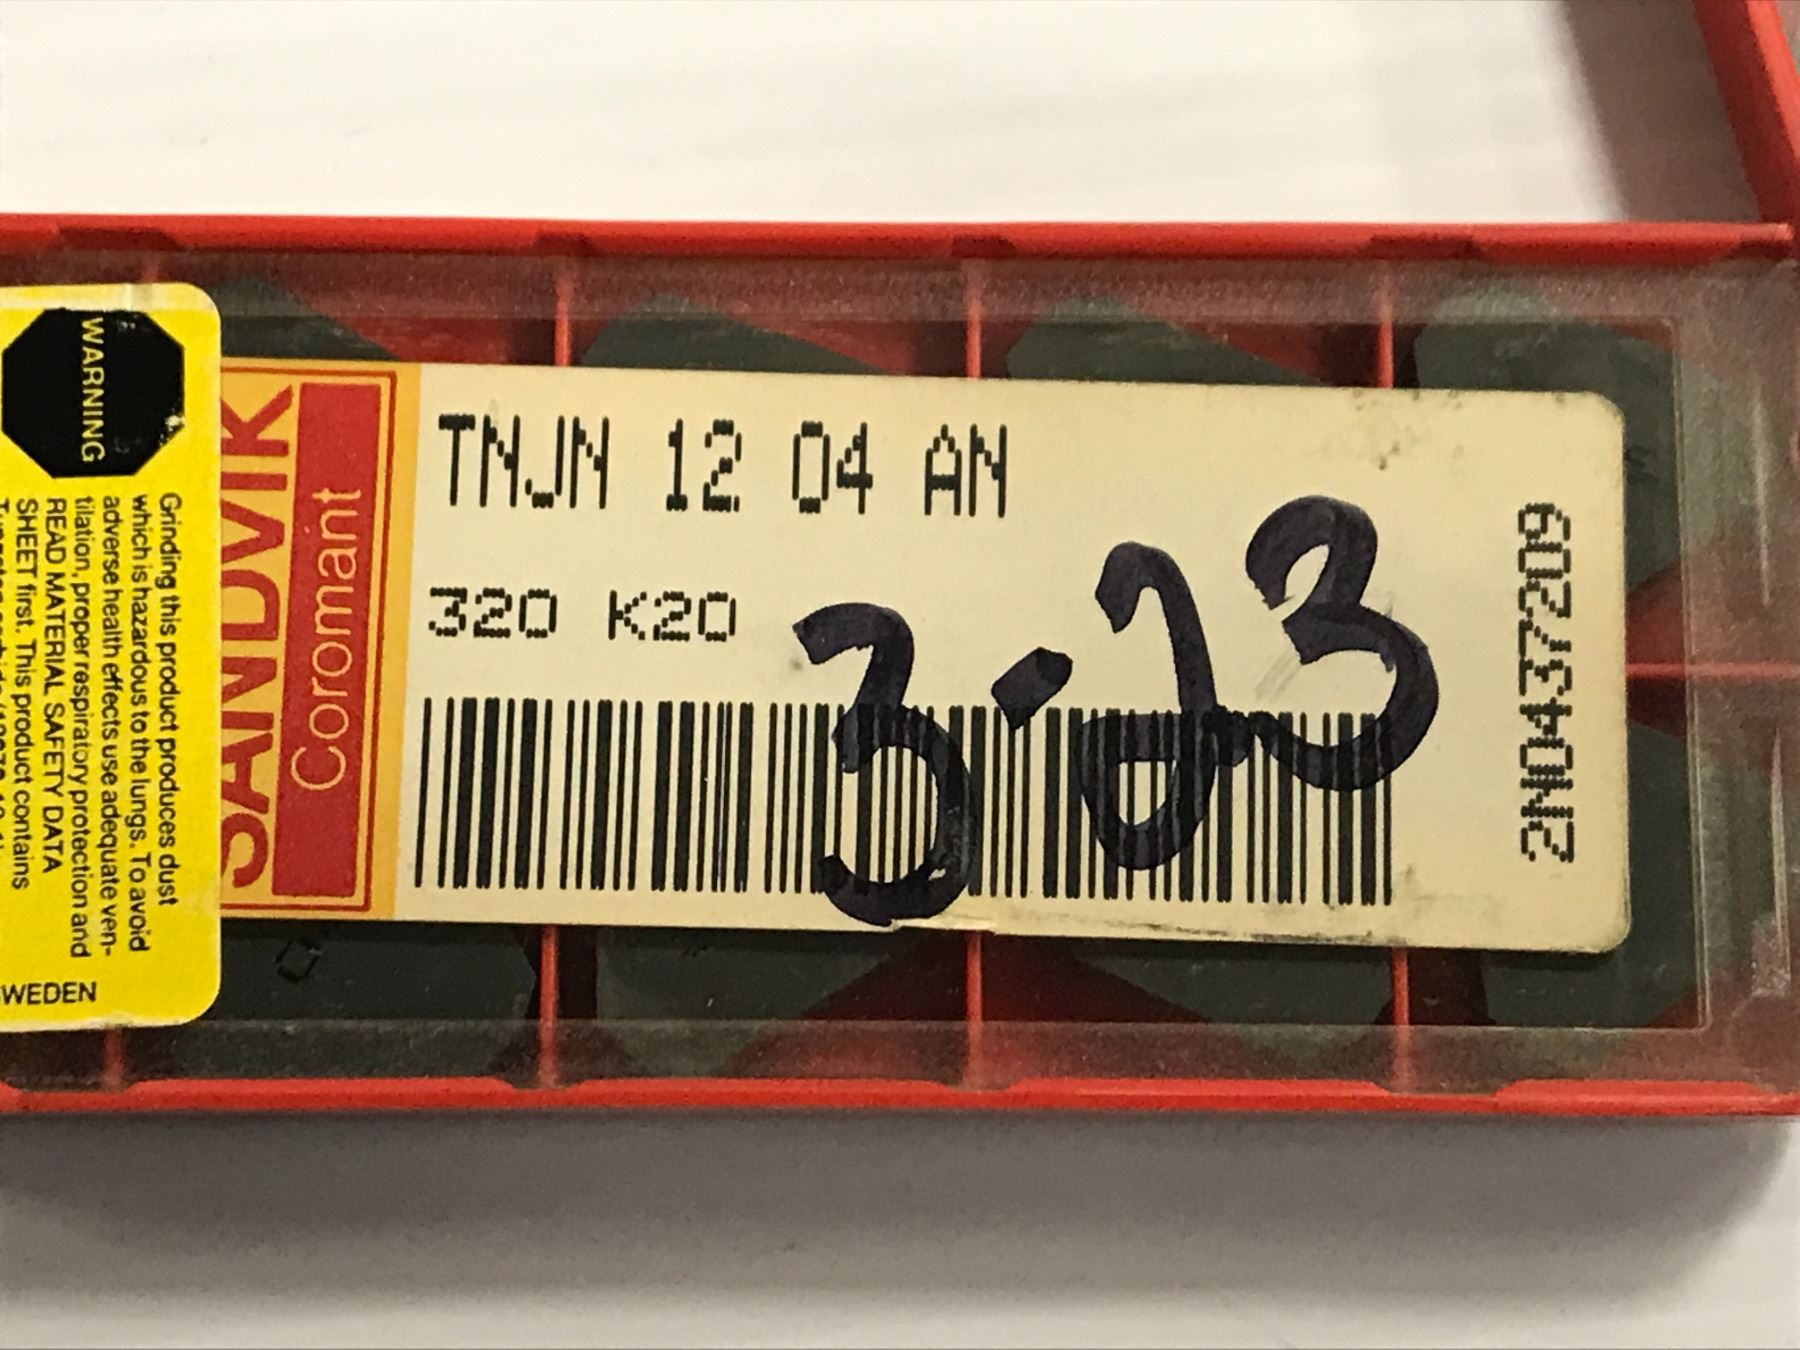 WARNING
Grinding this product produces dust
which is hazardous to the lungs. To avoid
adverse health effects use adequate ven-
tilation, proper respiratory protection and
READ MATERIAL SAFETY DATA
SHEET first. This product contains
WEDEN
SANDVIK
Coromant
TNJN 12 04 AN
320 K20
3.23
2N0437209